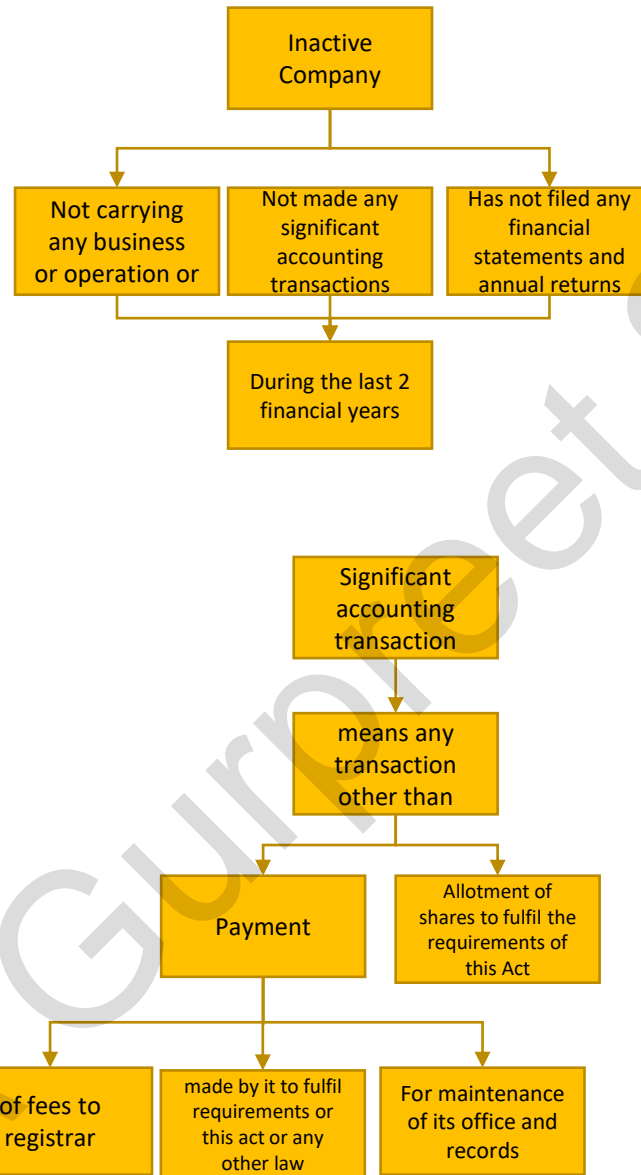 Inactive
Company
Not carrying
any business
or operation or
Not made any
significant
accounting
transactions
Has not filed any
financial
statements and
annual returns
During the last 2
financial years
Significant
accounting
transaction
means any
transaction
other than
Payment
Allotment of
shares to fulfil the
requirements of
this Act
of fees to
registrar
made by it to fulfil
requirements or
this act or any
other law
For maintenance
of its office and
records
Gurpreet